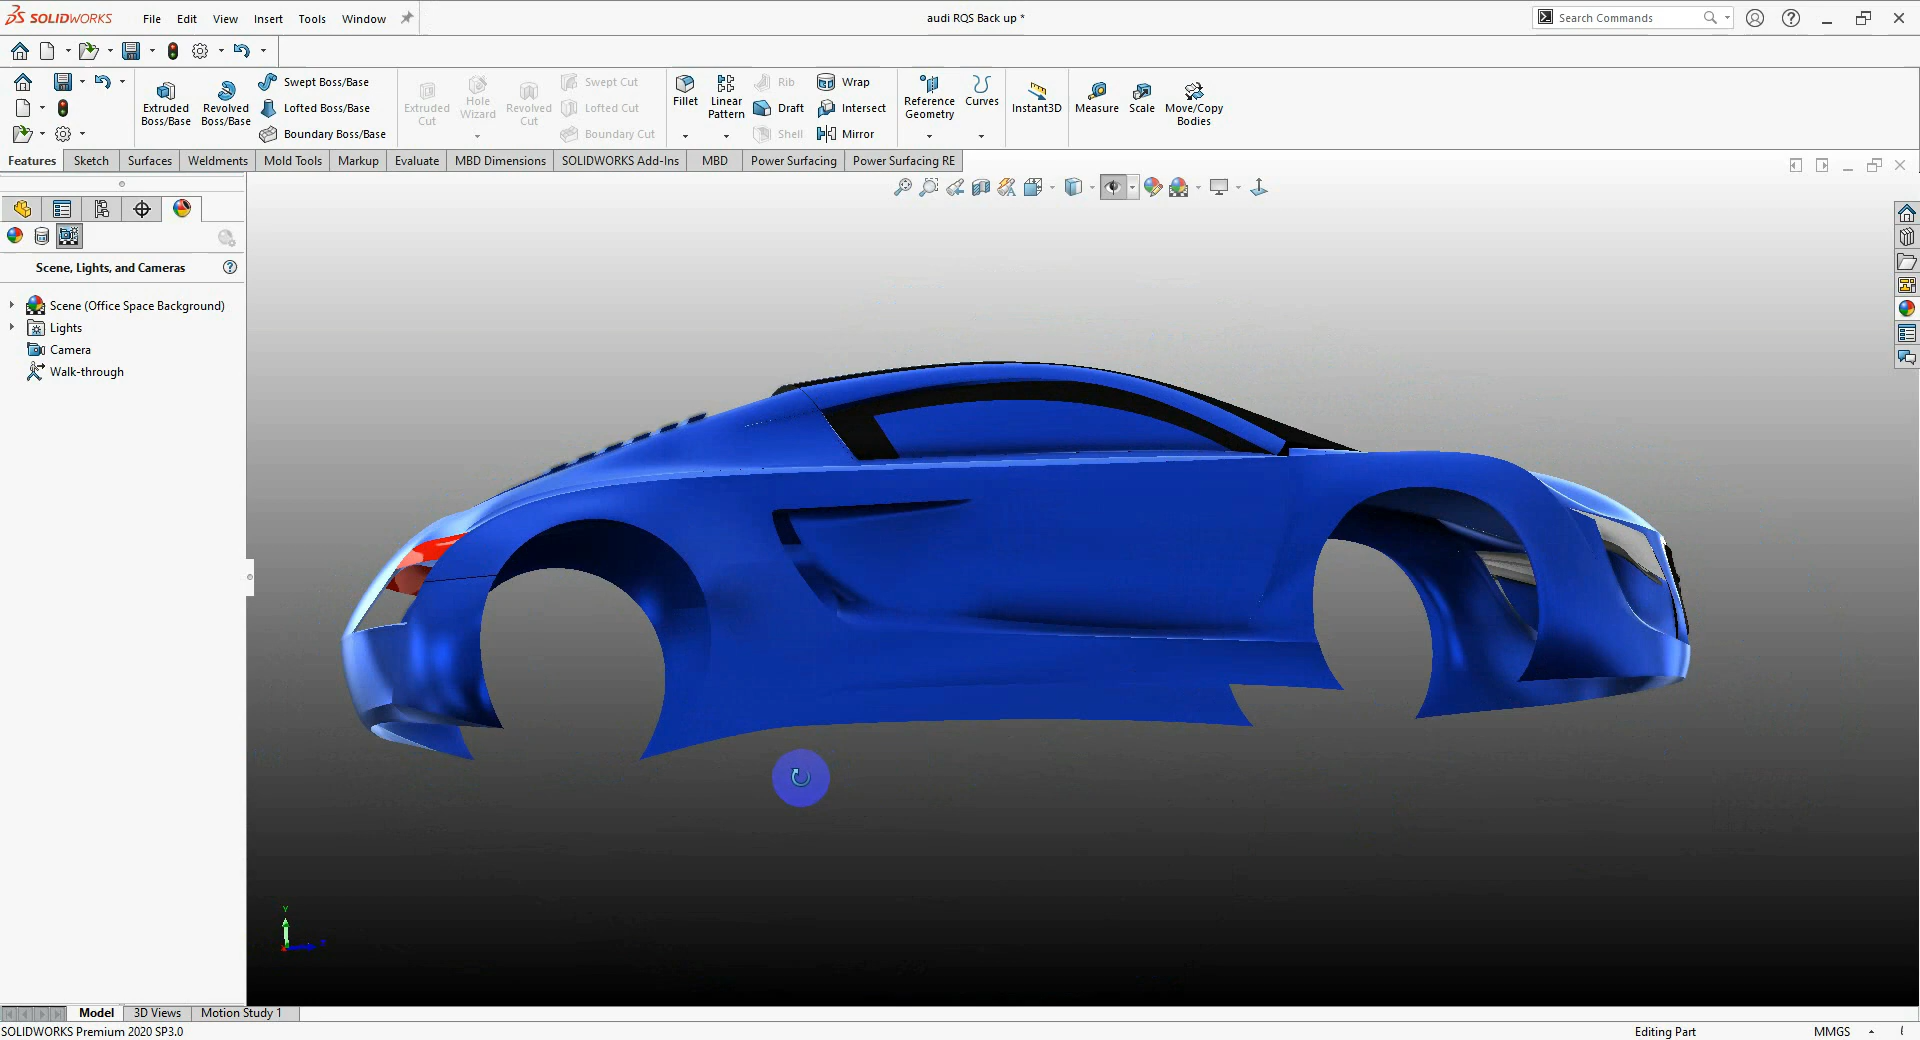 SOLIDWORKS File Edit View Insert Tools Window audi RQS Back up * Search Commands
Extruded Boss/Base
Revolved Boss/Base
Swept Boss/Base
Lofted Boss/Base
Boundary Boss/Base
Extruded Cut
Hole Wizard
Revolved Cut
Swept Cut
Lofted Cut
Boundary Cut
Fillet
Linear Pattern
Rib
Draft
Shell
Wrap
Intersect
Mirror
Reference Geometry
Curves
Instant3D
Measure
Scale
Move/Copy Bodies
Features Sketch Surfaces Weldments Mold Tools Markup Evaluate MBD Dimensions SOLIDWORKS Add-Ins MBD Power Surfacing Power Surfacing RE
Scene, Lights, and Cameras
Scene (Office Space Background)
Lights
Camera
Walk-through
Y
Model 3D Views Motion Study 1
SOLIDWORKS Premium 2020 SP3.0 Editing Part MMGS